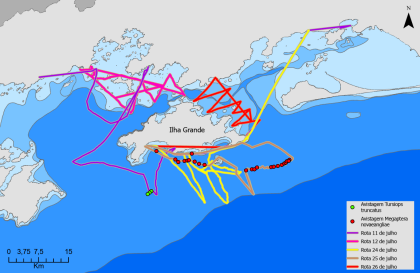 N
Ilha Grande
Avistagem Tursiops
truncatus
Avistagem Megaptera
novaeangliae
Rota 11 de julho
Rota 12 de julho
Rota 24 de julho
Rota 25 de julho
Rota 26 de julho
0 3,75 7,5 15
Km